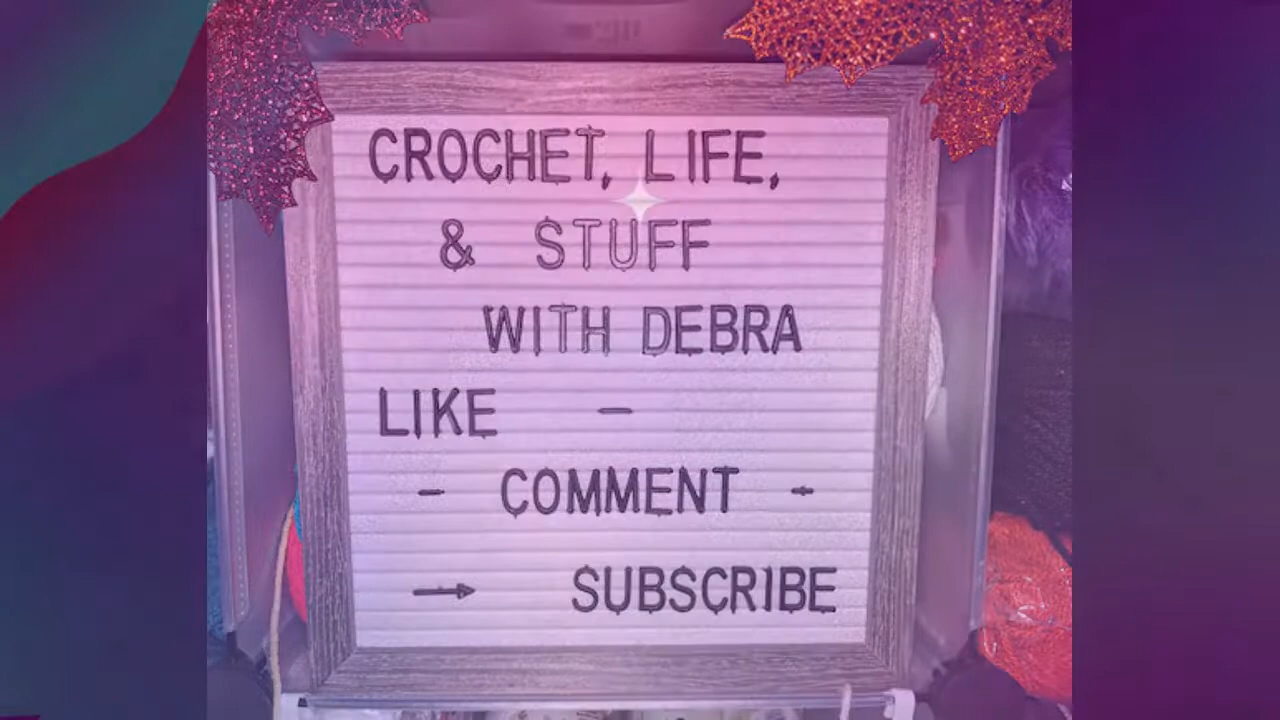 CROCHET, LIFE,
& STUFF
WITH DEBRA
LIKE -
- COMMENT -
→ SUBSCRIBE